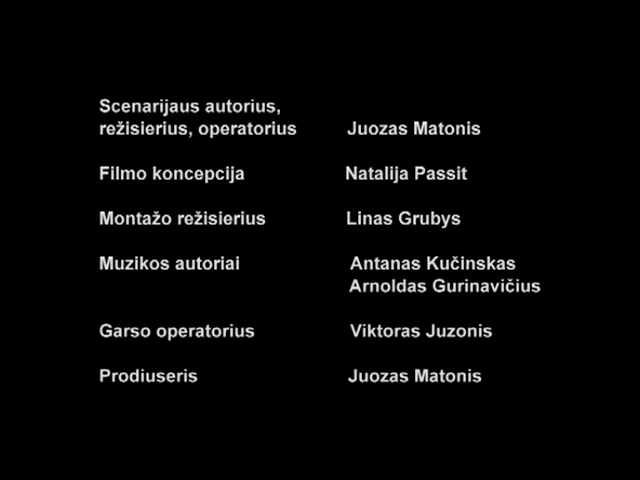 Scenarijaus autorius,
režisierius, operatorius Juozas Matonis
Filmo koncepcija Natalija Passit
Montažo režisierius Linas Grubys
Muzikos autoriai Antanas Kučinskas
Arnoldas Gurinavičius
Garso operatorius Viktoras Juzonis
Prodiuseris Juozas Matonis